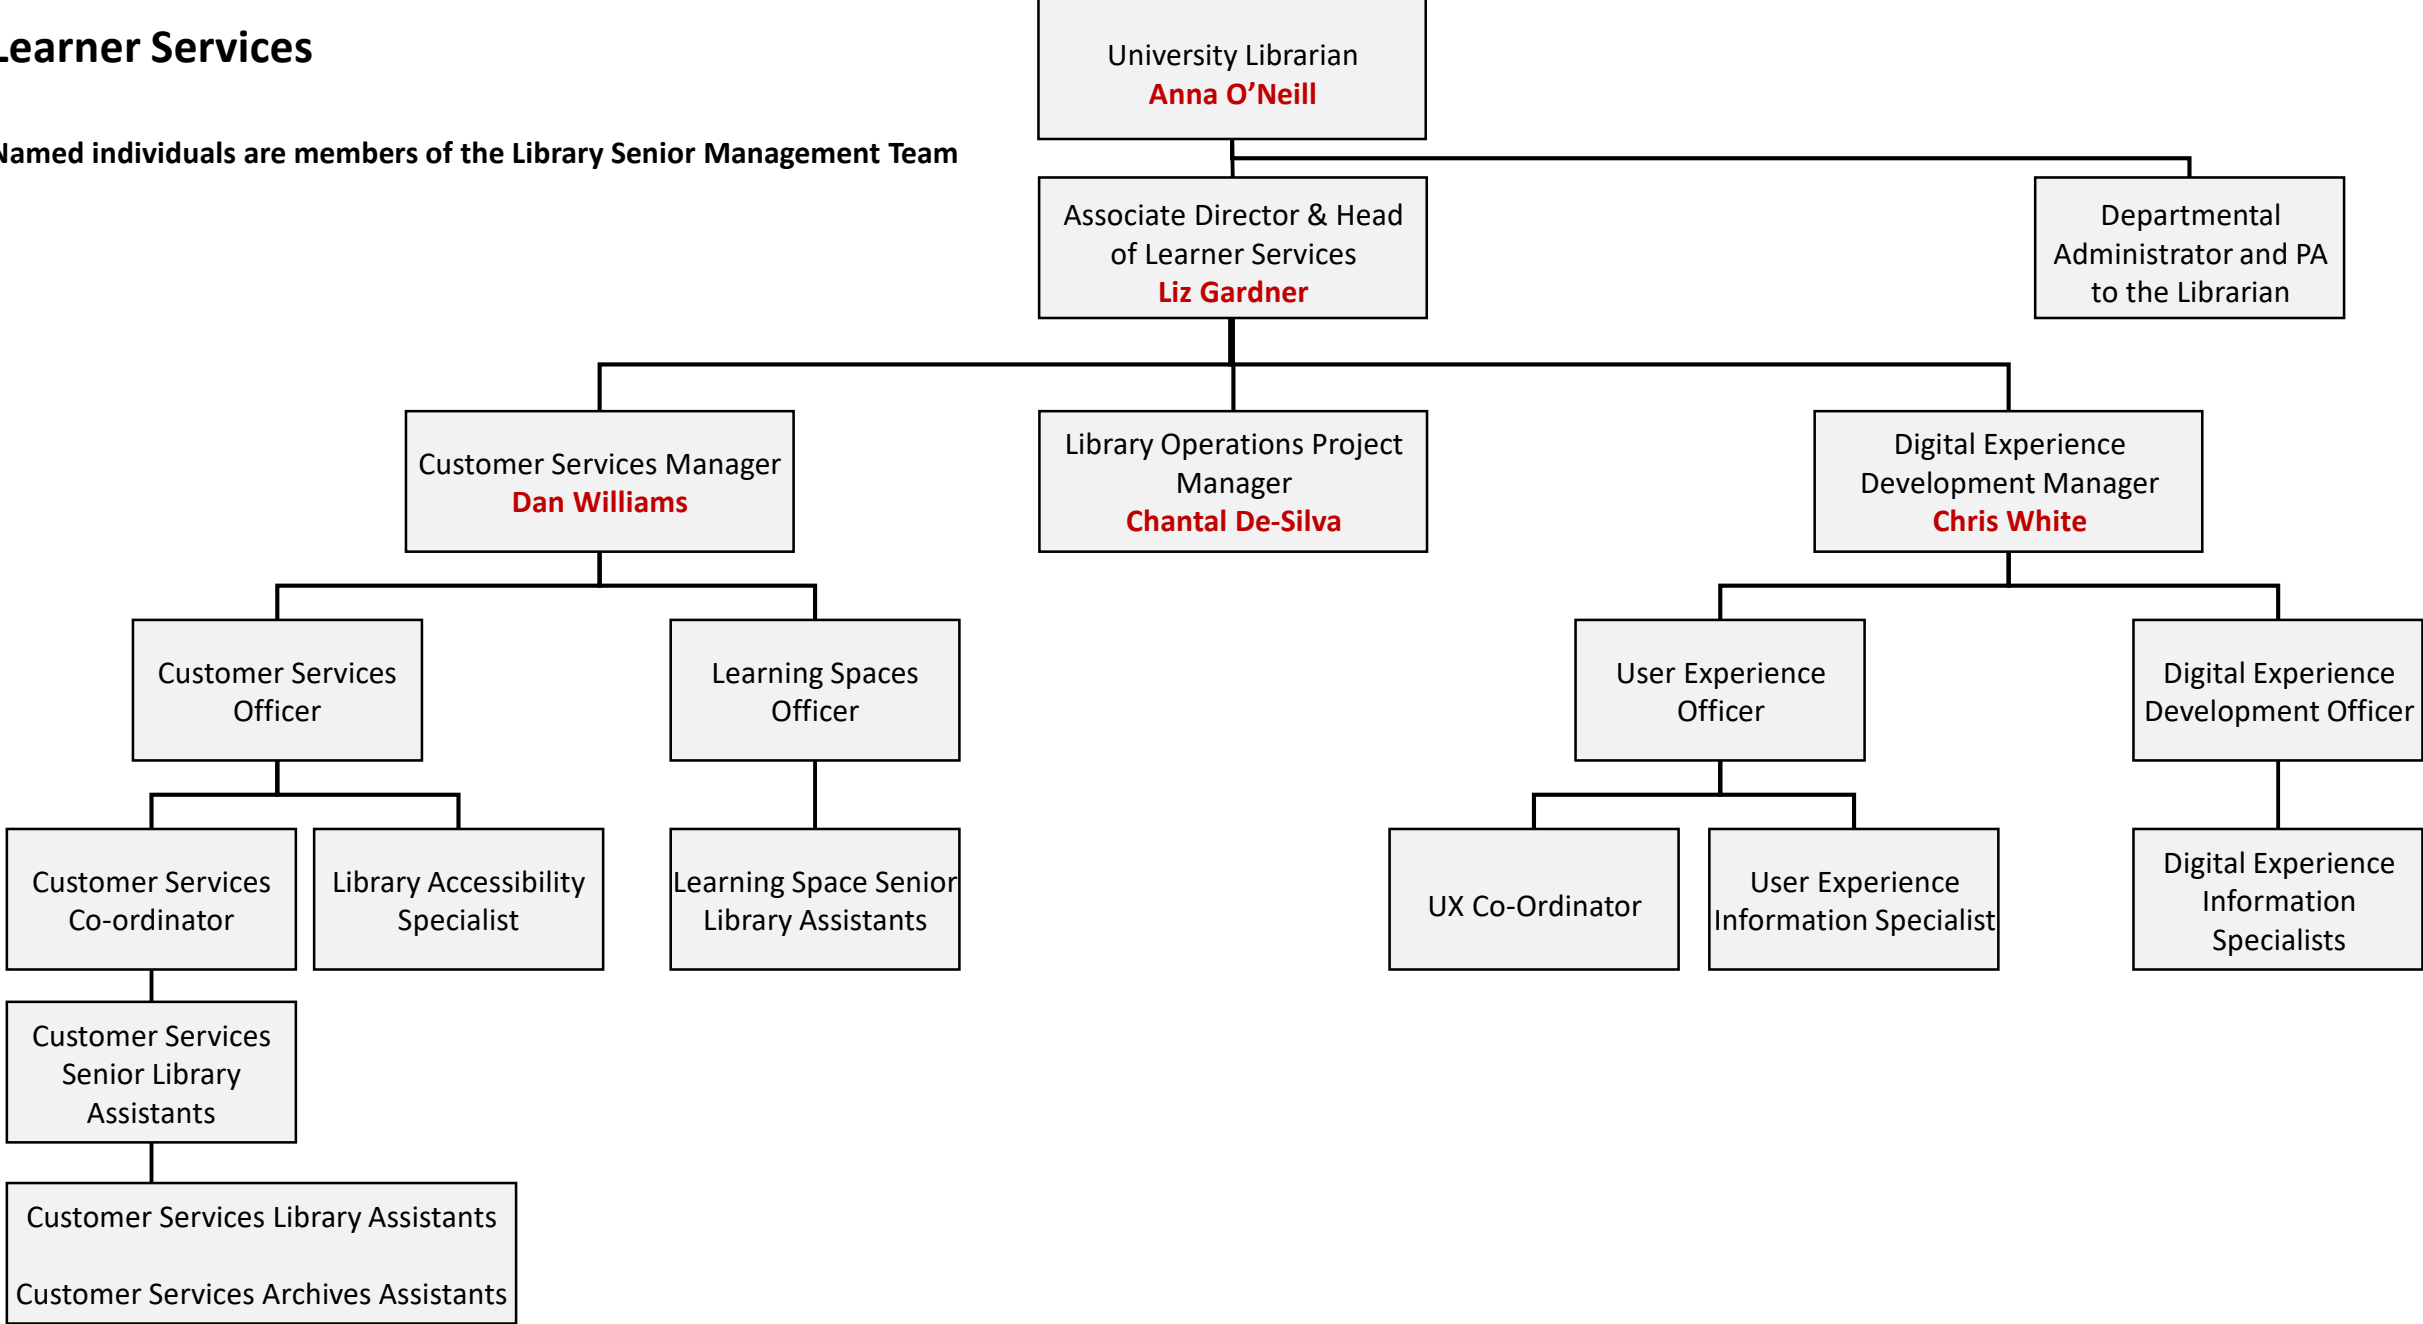 Learner Services
University Librarian
Anna O’Neill
Named individuals are members of the Library Senior Management Team
Associate Director & Head
of Learner Services
Liz Gardner
Departmental
Administrator and PA
to the Librarian
Customer Services Manager
Dan Williams
Library Operations Project
Manager
Chantal De-Silva
Digital Experience
Development Manager
Chris White
Customer Services
Officer
Learning Spaces
Officer
User Experience
Officer
Digital Experience
Development Officer
Customer Services
Co-ordinator
Library Accessibility
Specialist
Learning Space Senior
Library Assistants
UX Co-Ordinator
User Experience
Information Specialist
Digital Experience
Information
Specialists
Customer Services
Senior Library
Assistants
Customer Services Library Assistants
Customer Services Archives Assistants